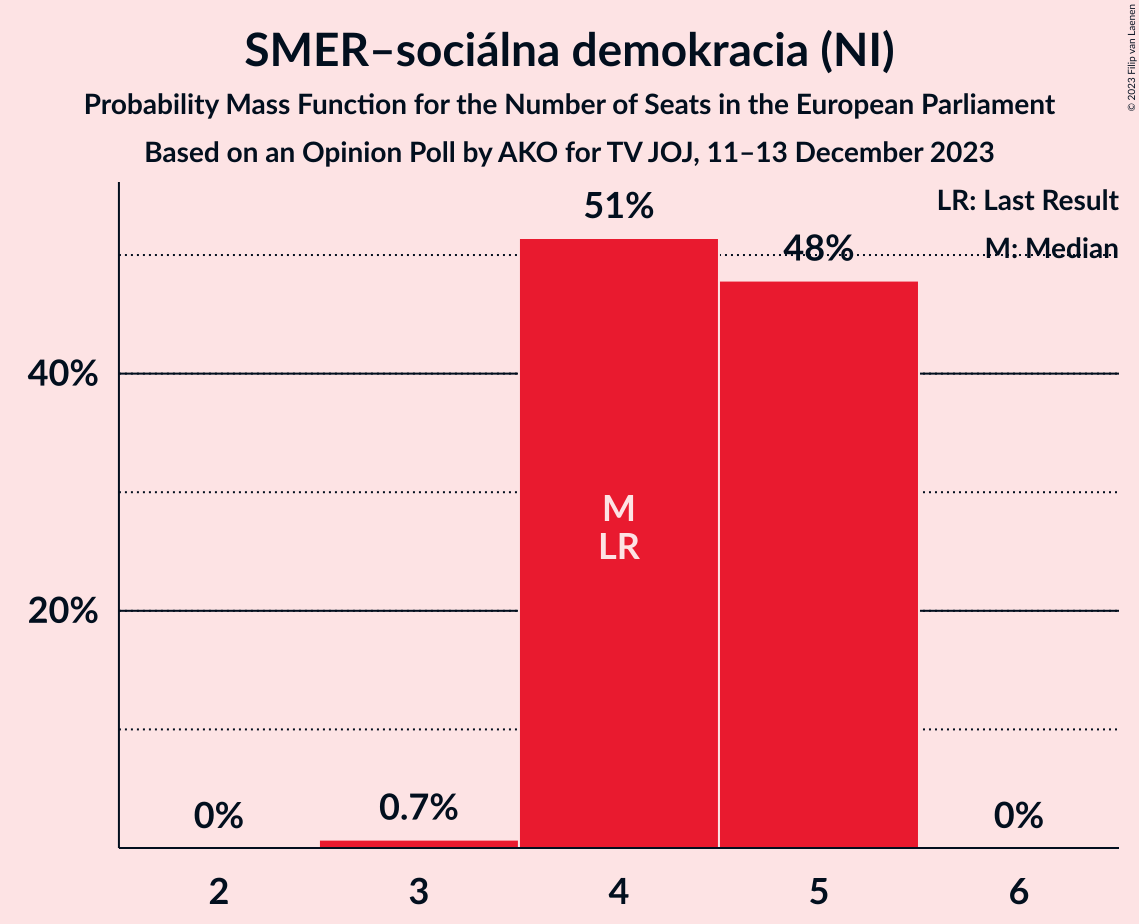 SMER–sociálna demokracia (NI)
Probability Mass Function for the Number of Seats in the European Parliament
Based on an Opinion Poll by AKO for TV JOJ, 11–13 December 2023
© 2023 Filip van Laenen
LR: Last Result
M: Median
51%
48%
40%
M
LR
20%
0%
0.7%
0%
2
3
4
5
6